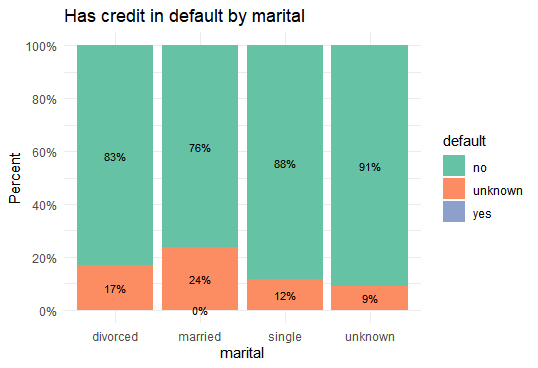 Has credit in default by marital
100%
80%
60%
40%
20%
0%
Percent
83%
76%
88%
91%
17%
24%
12%
9%
0%
divorced
married
single
unknown
marital
default
no
unknown
yes